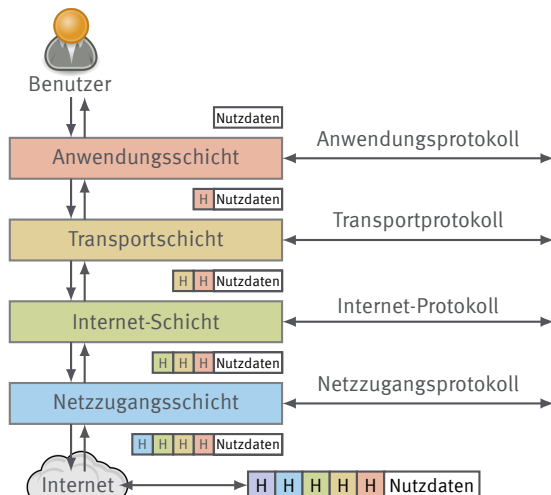 Benutzer
Nutzdaten
Anwendungsprotokoll
Anwendungsschicht
H Nutzdaten
Transportprotokoll
Transportschicht
H H Nutzdaten
Internet-Protokoll
Internet-Schicht
H H H Nutzdaten
Netzzugangsprotokoll
Netzzugangsschicht
H H H H Nutzdaten
Internet
H H H H H Nutzdaten